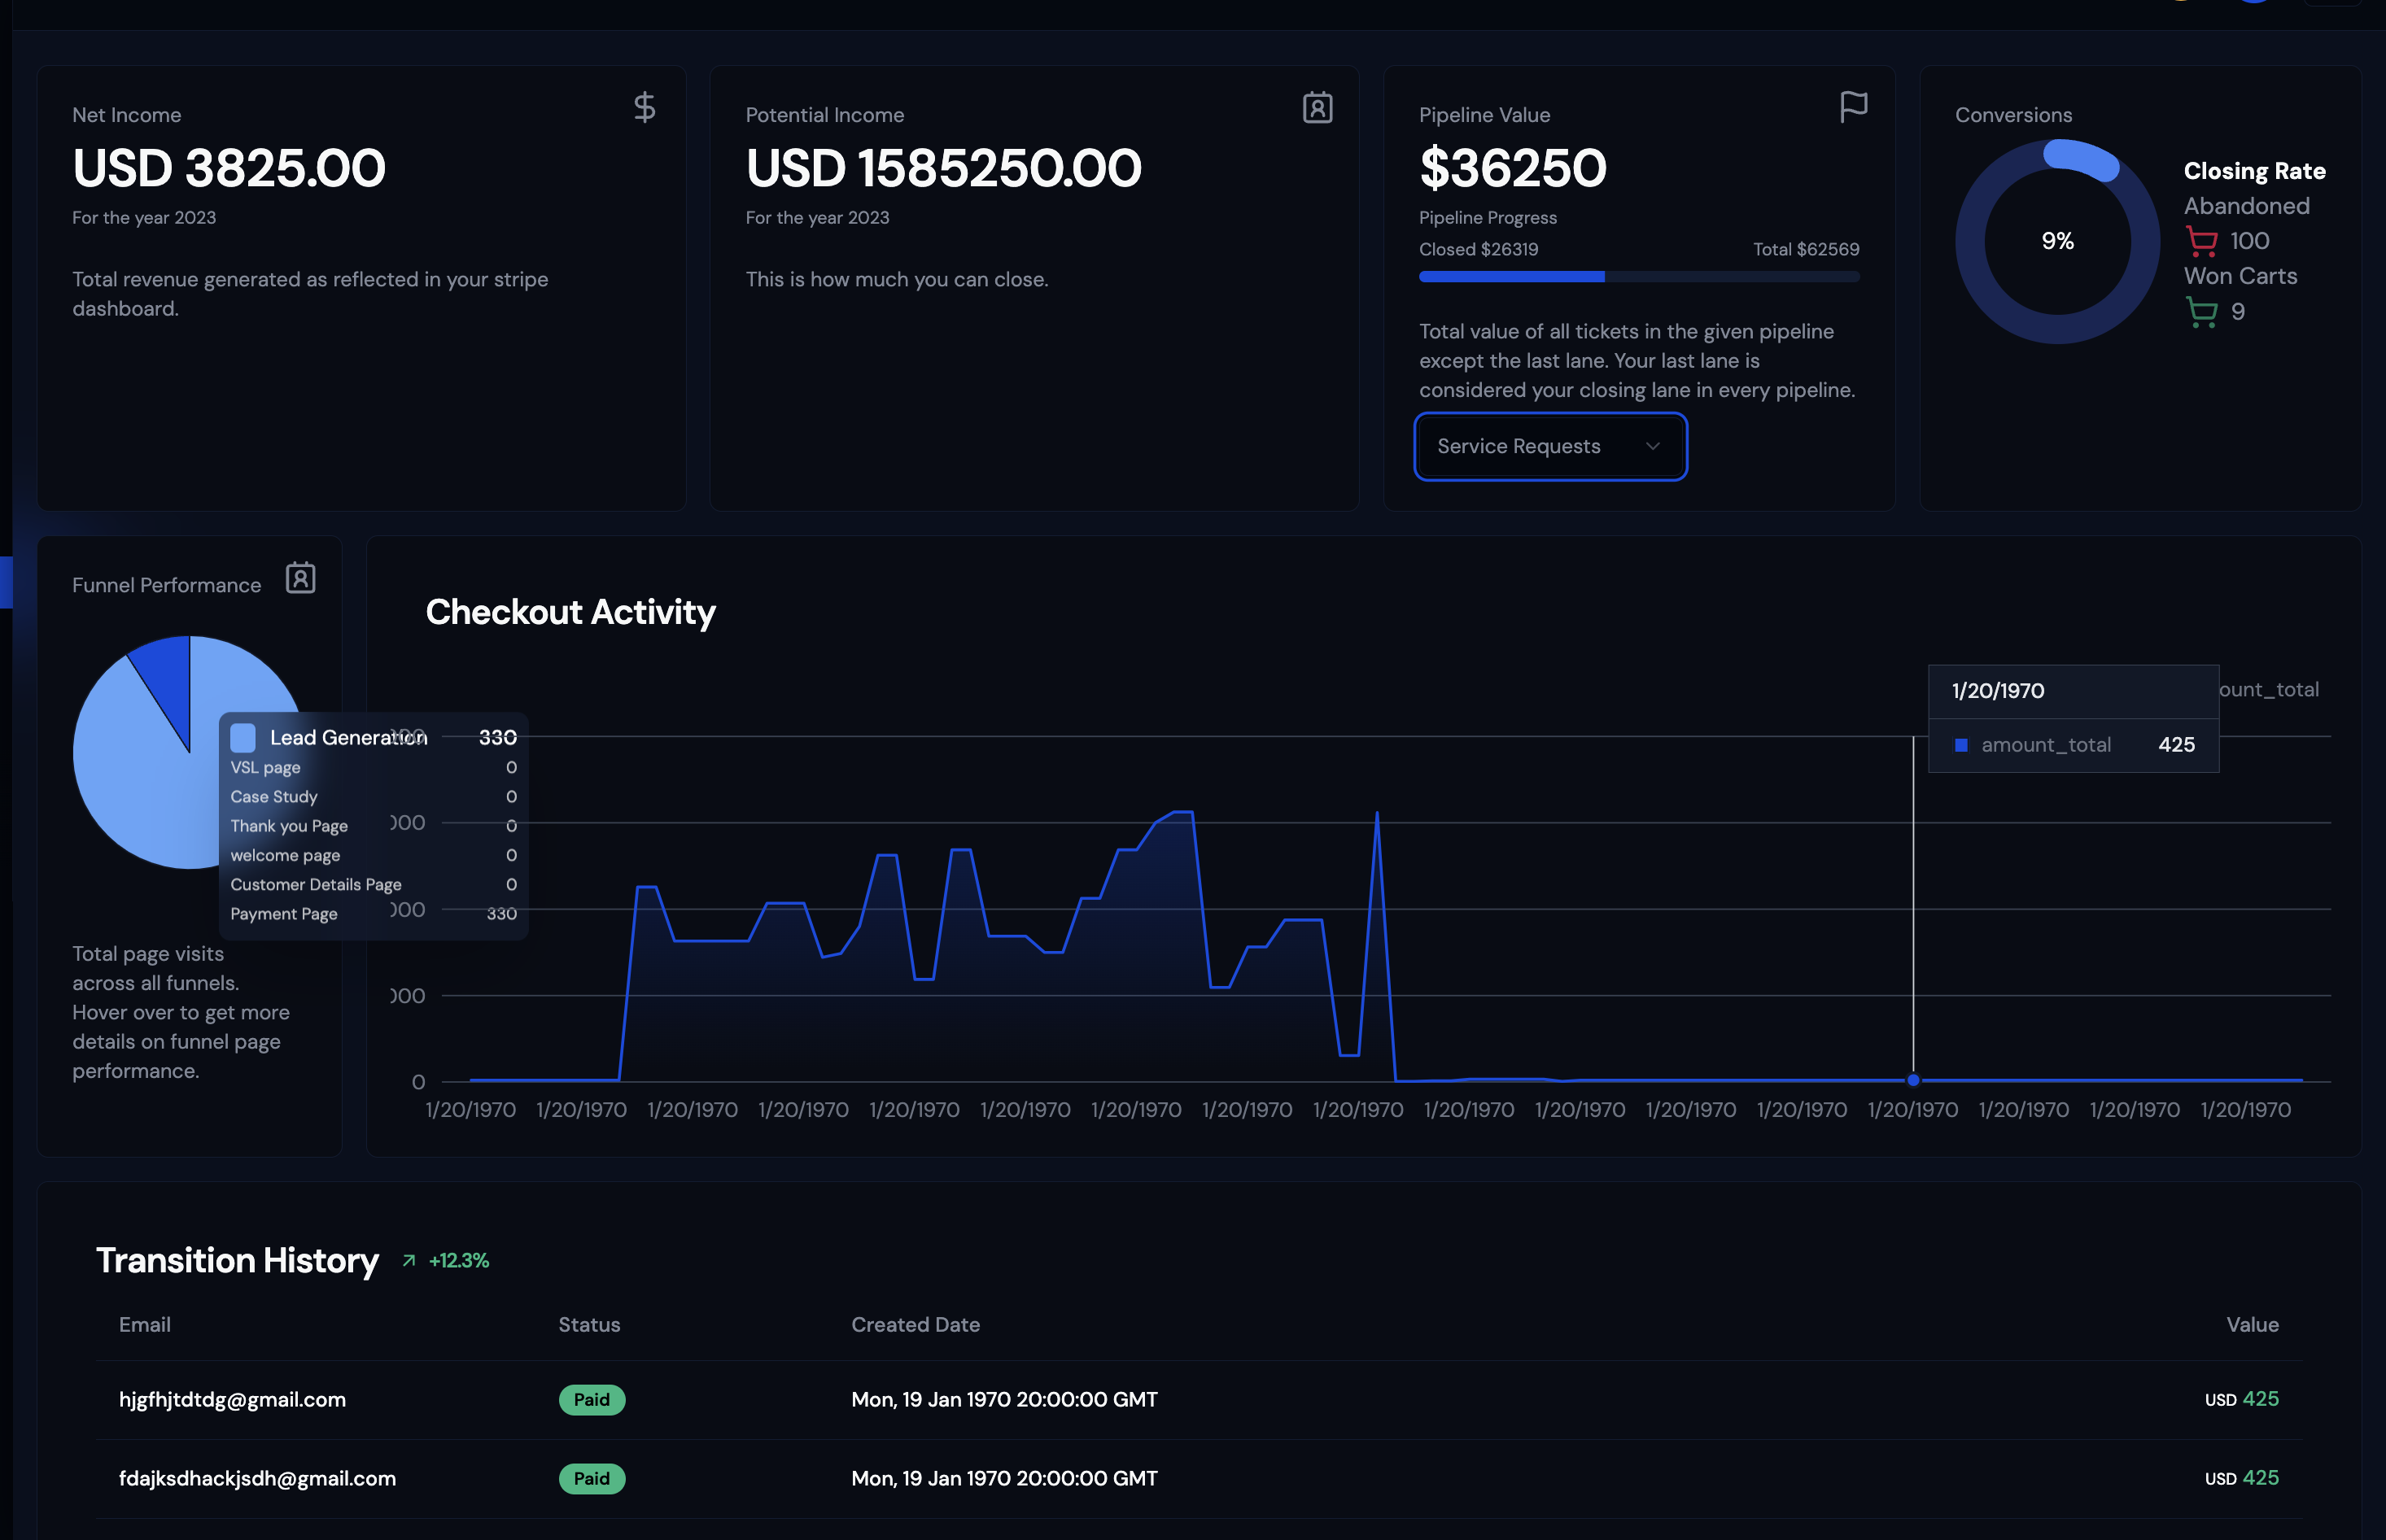 Net Income
USD 3825.00
For the year 2023
Total revenue generated as reflected in your stripe
dashboard.
Potential Income
USD 1585250.00
For the year 2023
This is how much you can close.
Pipeline Value
$36250
Pipeline Progress
Closed $26319 Total $62569
Total value of all tickets in the given pipeline
except the last lane. Your last lane is
considered your closing lane in every pipeline.
Service Requests
Conversions
9%
Closing Rate
Abandoned
100
Won Carts
9
Funnel Performance
Lead Generation 330
VSL page 0
Case Study 0
Thank you Page 0
welcome page 0
Customer Details Page 0
Payment Page 330
Total page visits
across all funnels.
Hover over to get more
details on funnel page
performance.
Checkout Activity
ount_total
1/20/1970
amount_total 425
000
000
000
0
1/20/1970 1/20/1970 1/20/1970 1/20/1970 1/20/1970 1/20/1970 1/20/1970 1/20/1970 1/20/1970 1/20/1970 1/20/1970 1/20/1970 1/20/1970 1/20/1970 1/20/1970 1/20/1970 1/20/1970
Transition History +12.3%
Email Status Created Date Value
hjgfhjtdtdg@gmail.com Paid Mon, 19 Jan 1970 20:00:00 GMT USD 425
fdajksdhackjsdh@gmail.com Paid Mon, 19 Jan 1970 20:00:00 GMT USD 425